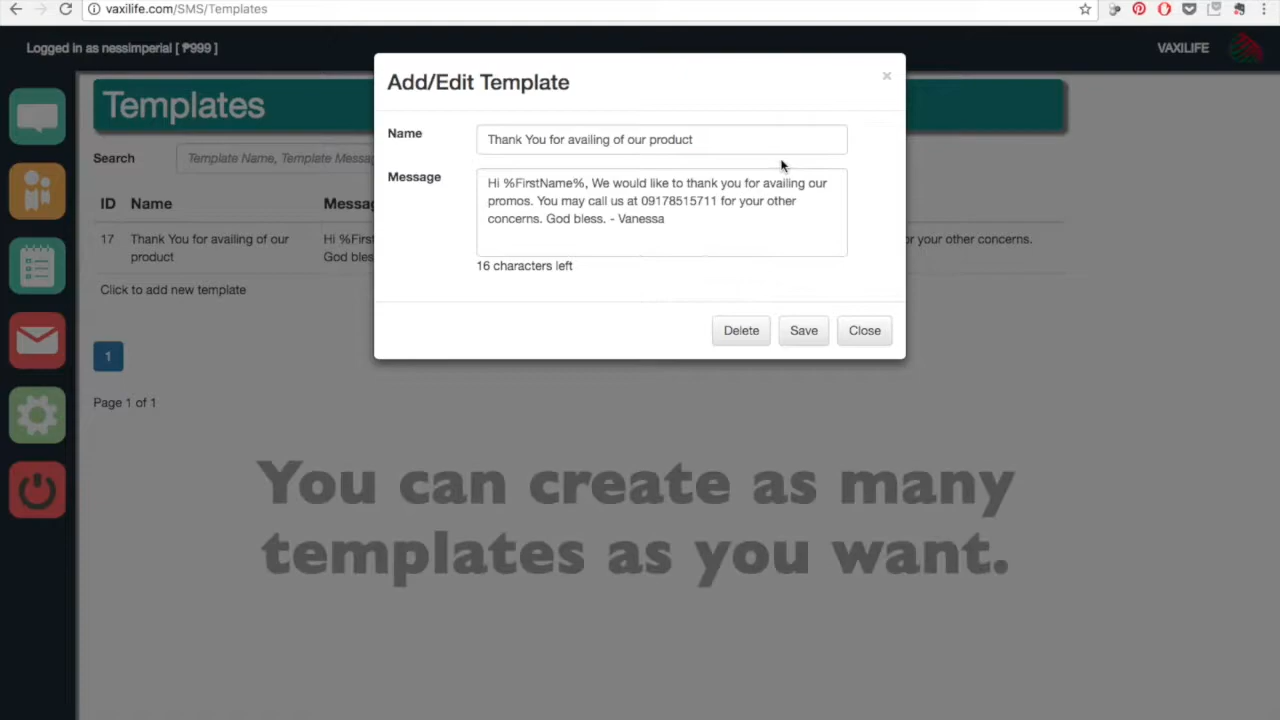 vaxilife.com/SMS/Templates
Logged in as nessimperial [ ₱999 ]
VAXILIFE
Add/Edit Template
×
Templates
Name
Thank You for availing of our product
Search
Template Name, Template Messa
Message
Hi %FirstName%, We would like to thank you for availing our
promos. You may call us at 09178515711 for your other
concerns. God bless. - Vanessa
ID Name Messag
17 Thank You for availing of our Hi %Firs or your other concerns.
product God bles
16 characters left
Click to add new template
Delete Save Close
1
Page 1 of 1
You can create as many
templates as you want.